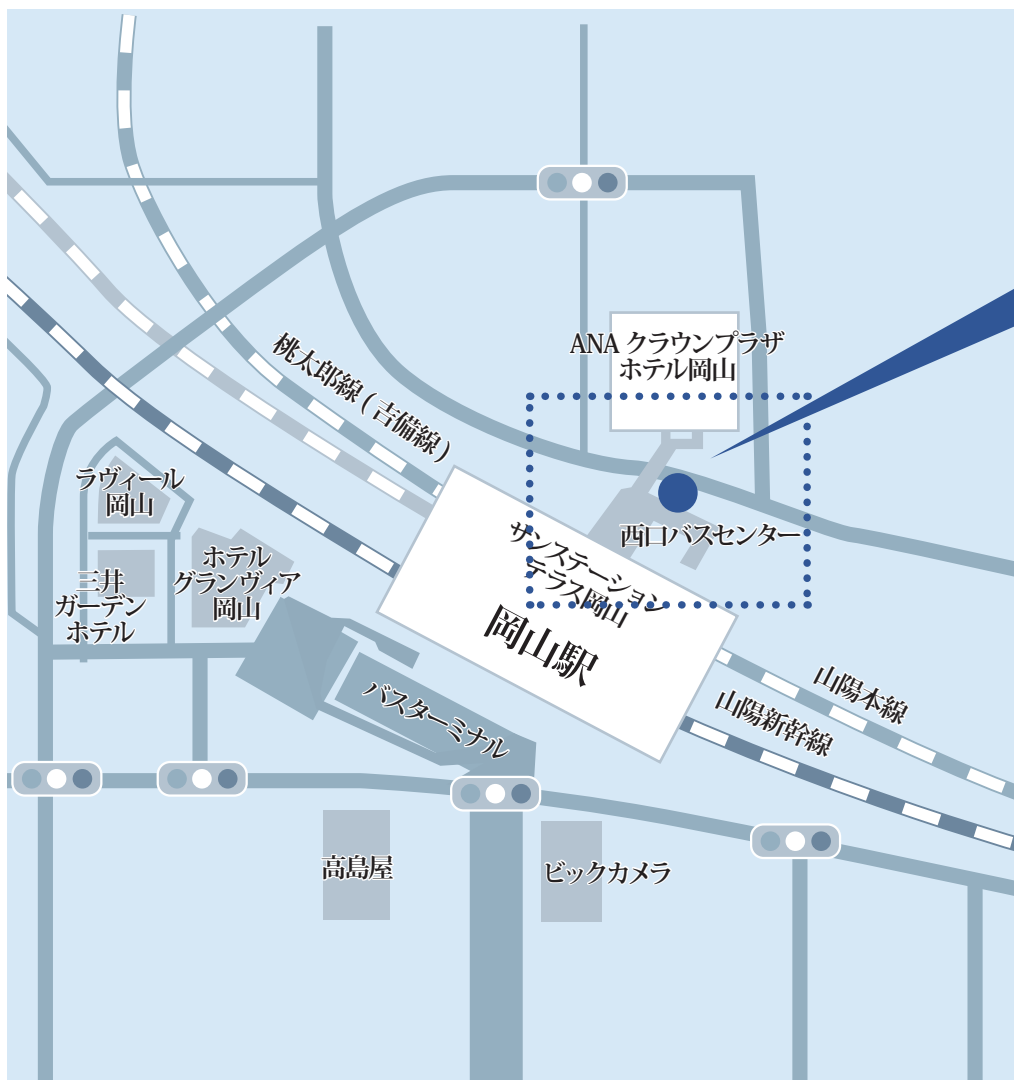 ANA クラウンプラザ
ホテル岡山
桃太郎線 ( 吉備線 )
ラヴィール
岡山
三井
ガーデン
ホテル
ホテル
グランヴィア
岡山
サンステーション
テラス岡山
西口バスセンター
岡山駅
バスターミナル
山陽本線
山陽新幹線
高島屋
ビックカメラ